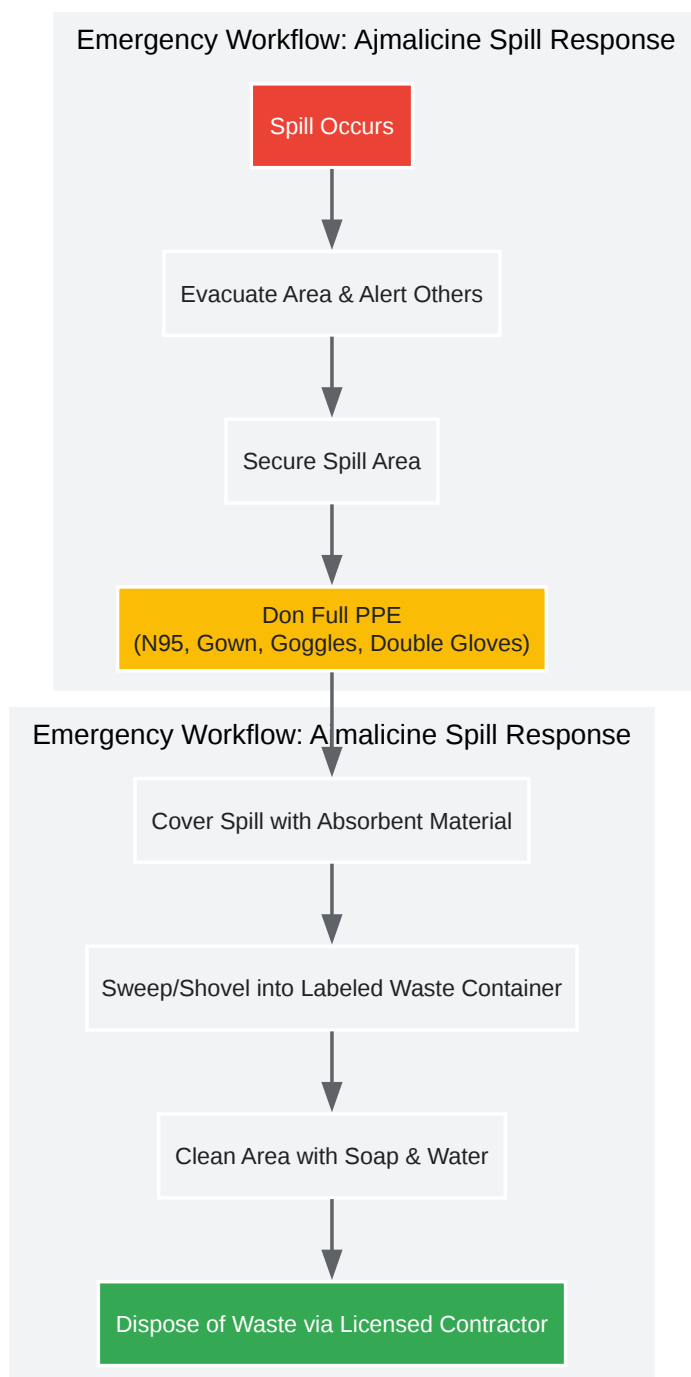 Emergency Workflow: Ajmalicine Spill Response
Spill Occurs
Evacuate Area & Alert Others
Secure Spill Area
Don Full PPE
(N95, Gown, Goggles, Double Gloves)
Emergency Workflow: Ajmalicine Spill Response
Cover Spill with Absorbent Material
Sweep/Shovel into Labeled Waste Container
Clean Area with Soap & Water
Dispose of Waste via Licensed Contractor